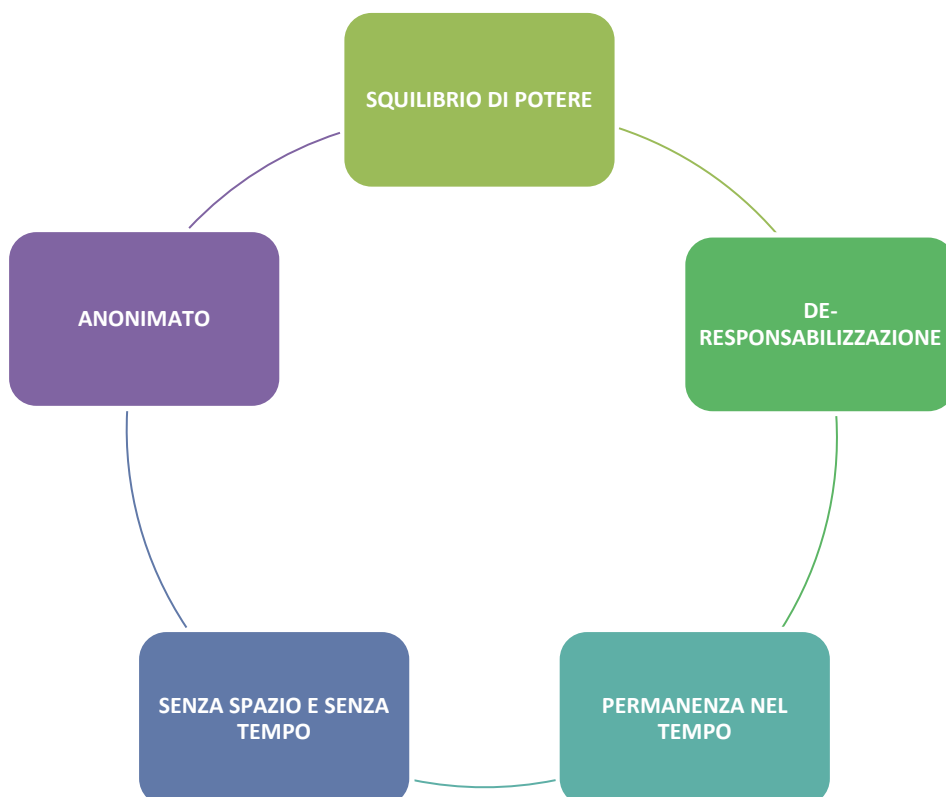 SQUILIBRIO DI POTERE
DE-
RESPONSABILIZZAZIONE
PERMANENZA NEL
TEMPO
SENZA SPAZIO E SENZA
TEMPO
ANONIMATO